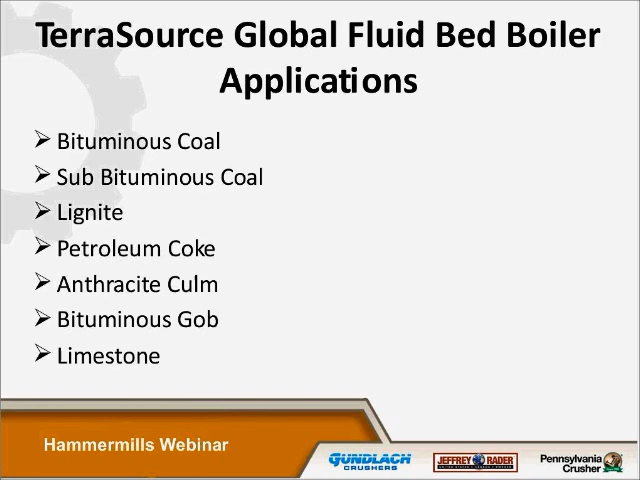 TerraSource Global Fluid Bed Boiler
Applications
Bituminous Coal
Sub Bituminous Coal
Lignite
Petroleum Coke
Anthracite Culm
Bituminous Gob
Limestone
Hammermills Webinar
GUNDLACH
CRUSHERS
JEFFREY RADER
Pennsylvania
Crusher